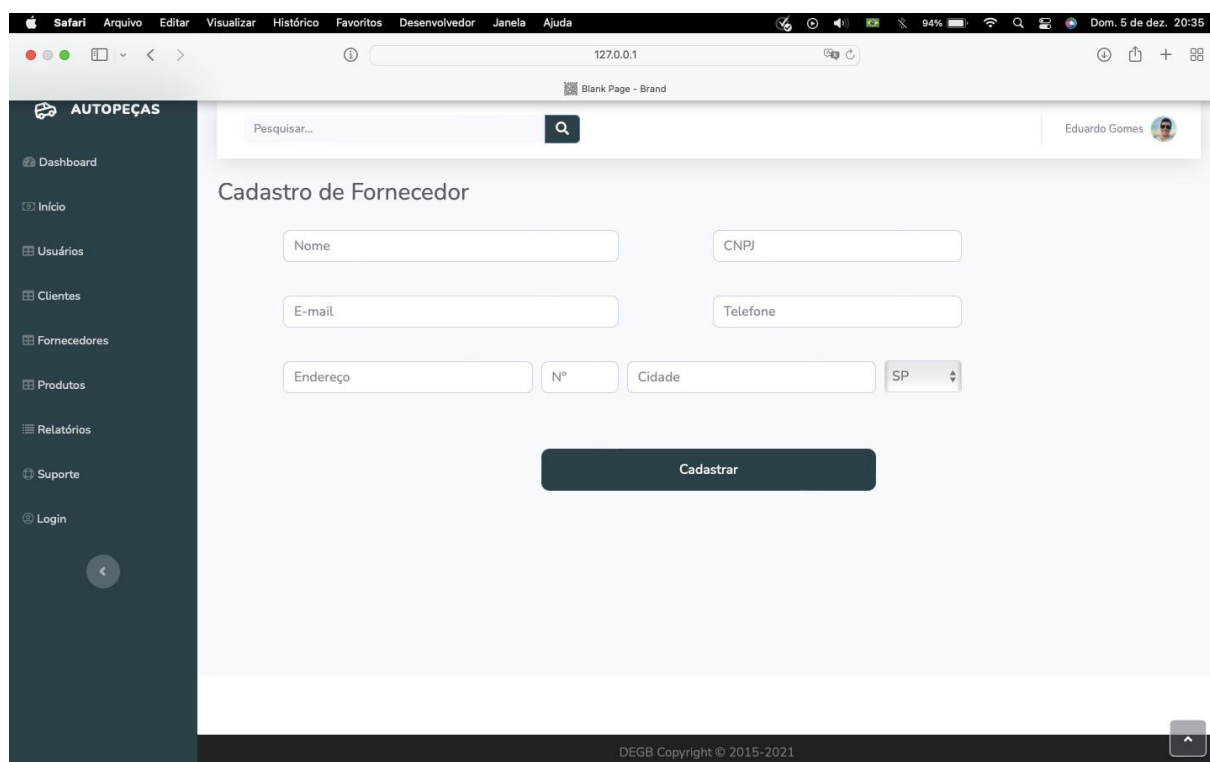 Safari Arquivo Editar Visualizar Histórico Favoritos Desenvolvedor Janela Ajuda 94% Dom. 5 de dez. 20:35
127.0.0.1
Blank Page - Brand
AUTOPEÇAS
Pesquisar... Eduardo Gomes
Dashboard
Cadastro de Fornecedor
Início
Nome CNPJ
Usuários
Clientes
E-mail Telefone
Fornecedores
Endereço Nº Cidade SP
Produtos
Relatórios
Cadastrar
Suporte
Login
DEGB Copyright © 2015-2021